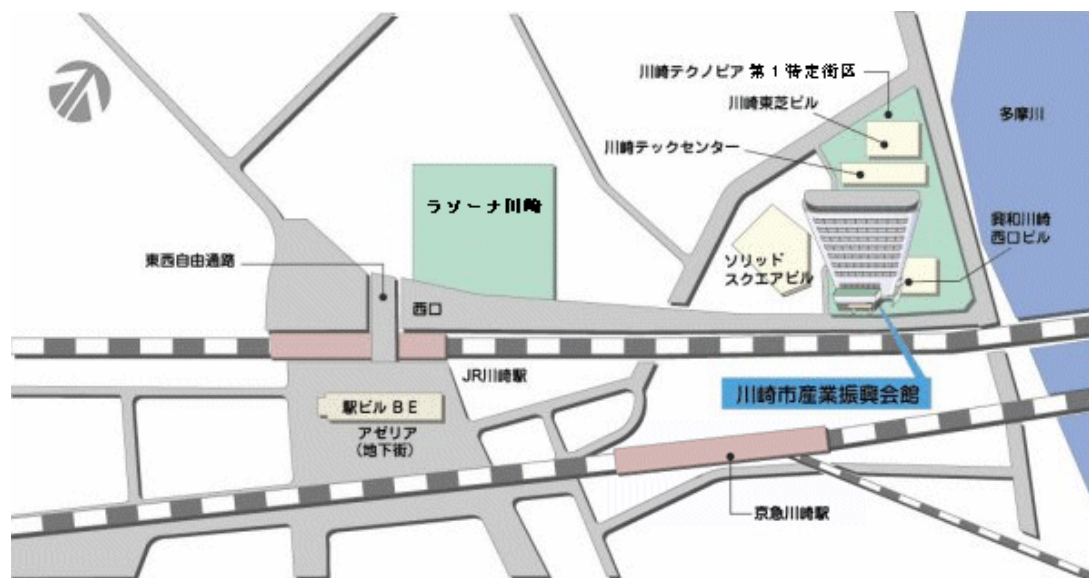 川崎テクノピア 第1特定街区
川崎東芝ビル
川崎テックセンター
多摩川
ラゾーナ川崎
興和川崎
西口ビル
東西自由通路
ソリッド
スクエアビル
西口
JR川崎駅
川崎市産業振興会館
駅ビルBE
アゼリア
(地下街)
京急川崎駅